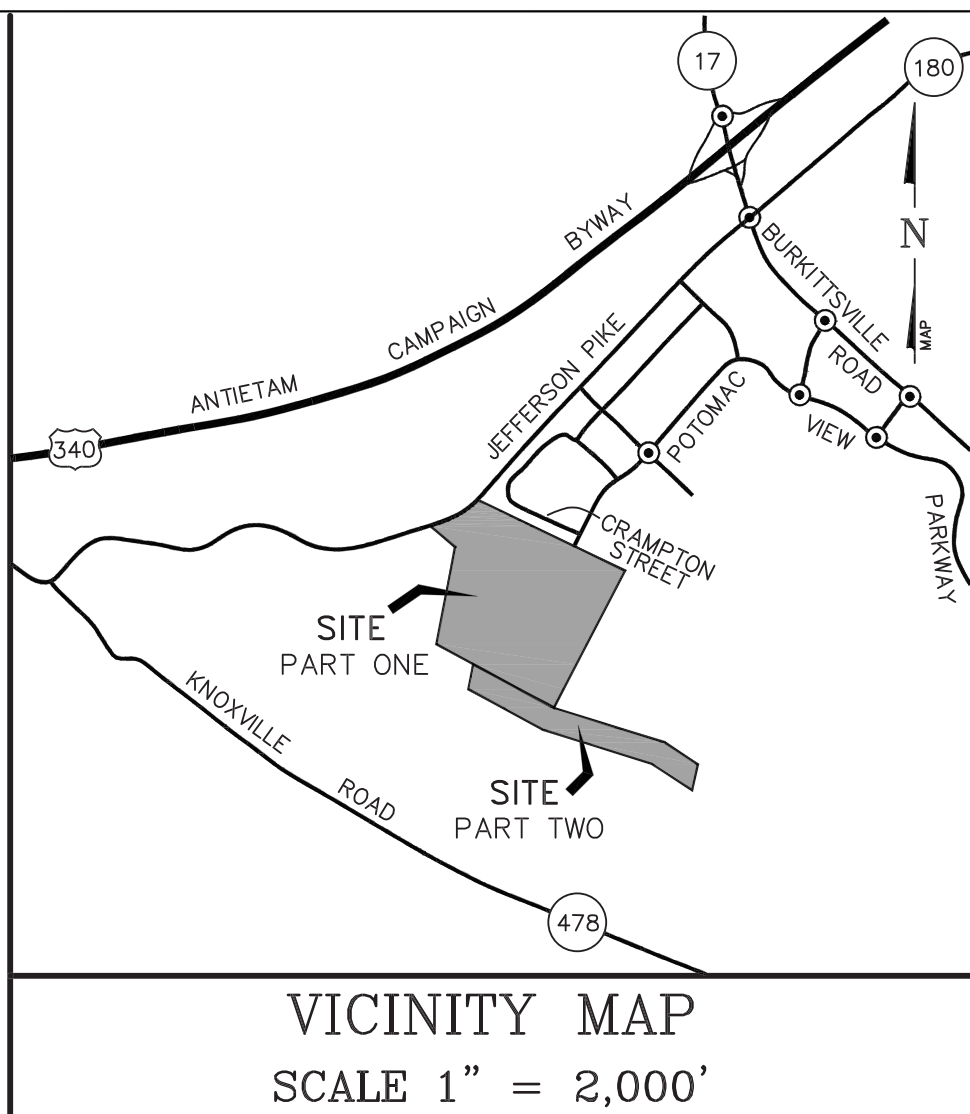 17
180
BYWAY
BURKITTSVILLE
N
CAMPAIGN
MAP
JEFFERSON PIKE
ROAD
ANTIETAM
POTOMAC
VIEW
340
CRAMPTON
STREET
PARKWAY
SITE
PART ONE
KNOXVILLE
ROAD
SITE
PART TWO
478
VICINITY MAP
SCALE 1" = 2,000'